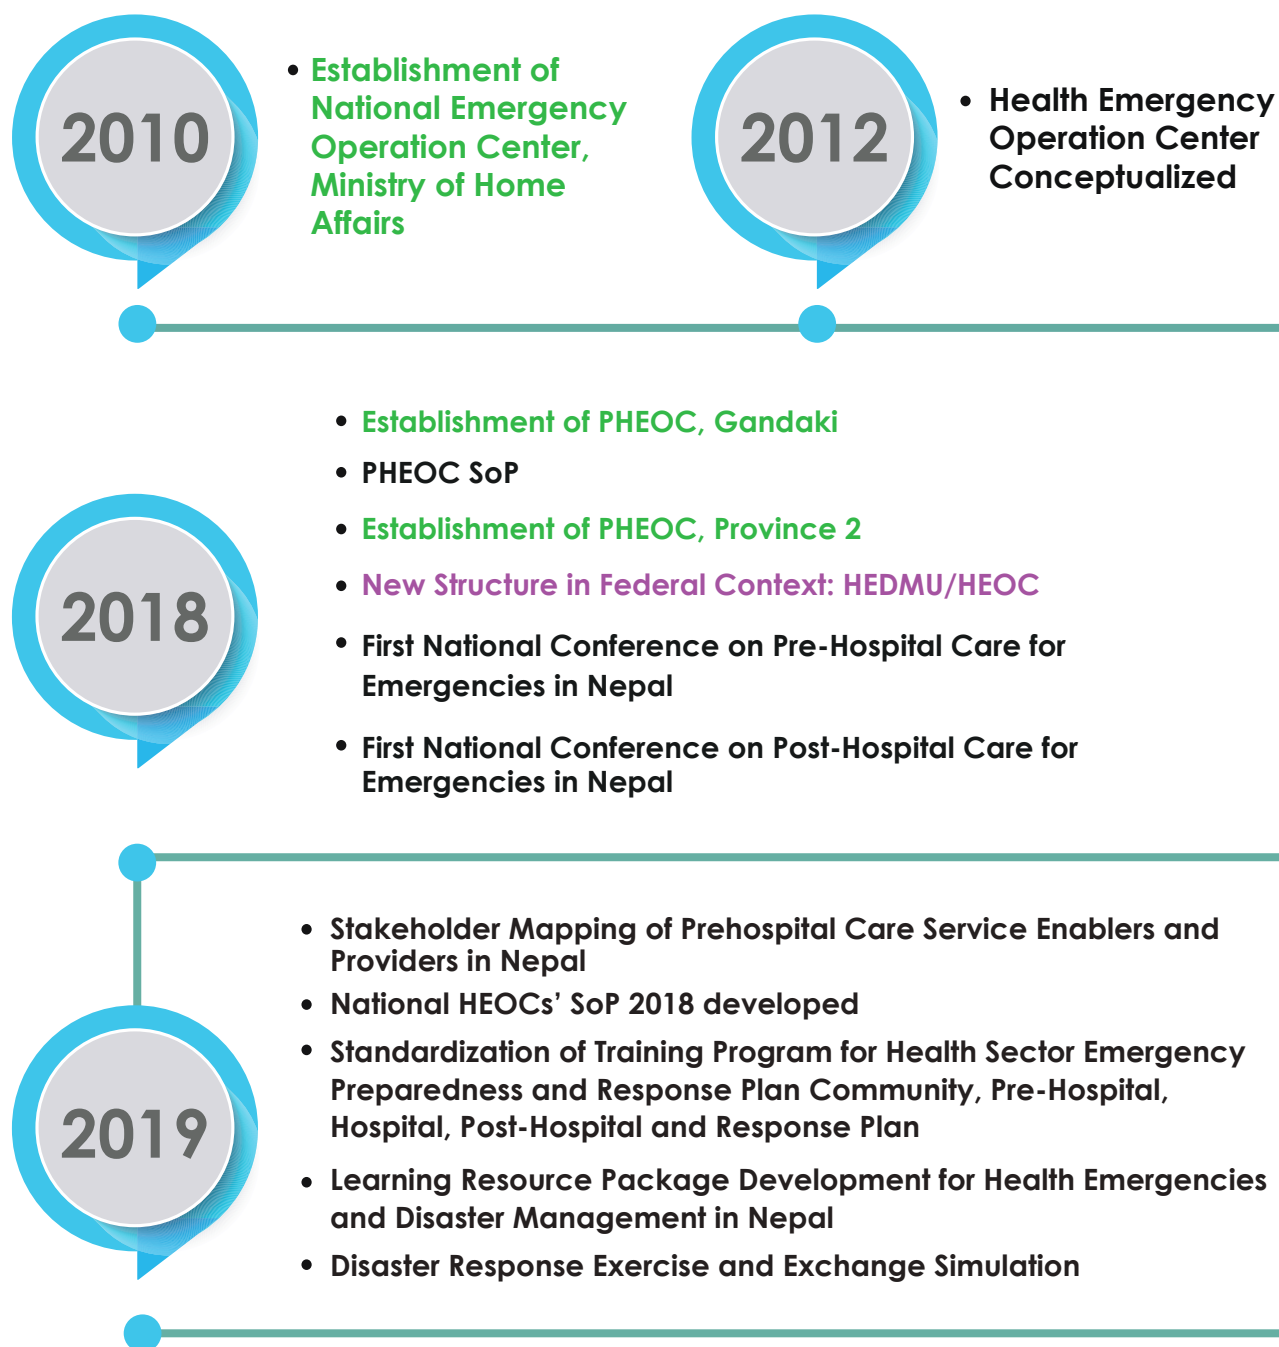 2010
• Establishment of
National Emergency
Operation Center,
Ministry of Home
Affairs
2012
• Health Emergency
Operation Center
Conceptualized
2018
• Establishment of PHEOC, Gandaki
• PHEOC SoP
• Establishment of PHEOC, Province 2
• New Structure in Federal Context: HEDMU/HEOC
• First National Conference on Pre-Hospital Care for
Emergencies in Nepal
• First National Conference on Post-Hospital Care for
Emergencies in Nepal
2019
• Stakeholder Mapping of Prehospital Care Service Enablers and
Providers in Nepal
• National HEOCs’ SoP 2018 developed
• Standardization of Training Program for Health Sector Emergency
Preparedness and Response Plan Community, Pre-Hospital,
Hospital, Post-Hospital and Response Plan
• Learning Resource Package Development for Health Emergencies
and Disaster Management in Nepal
• Disaster Response Exercise and Exchange Simulation